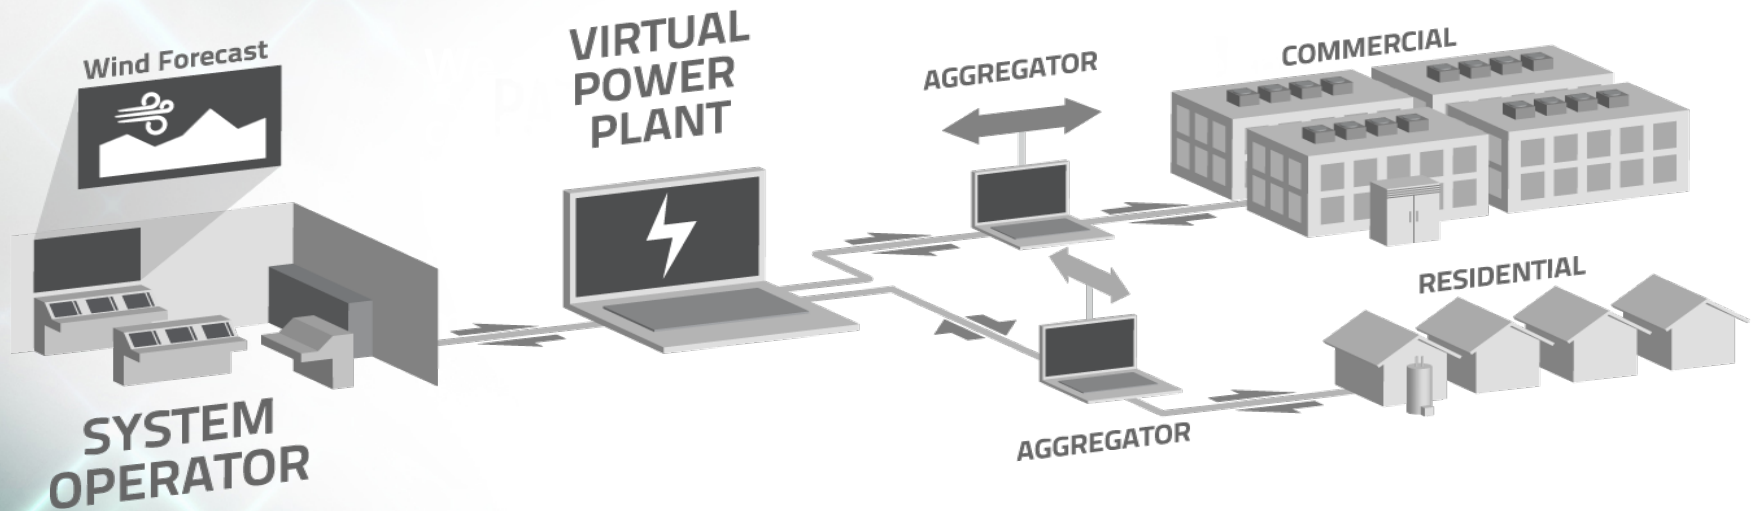 Wind Forecast
SYSTEM
OPERATOR
VIRTUAL
POWER
PLANT
AGGREGATOR
COMMERCIAL
AGGREGATOR
RESIDENTIAL